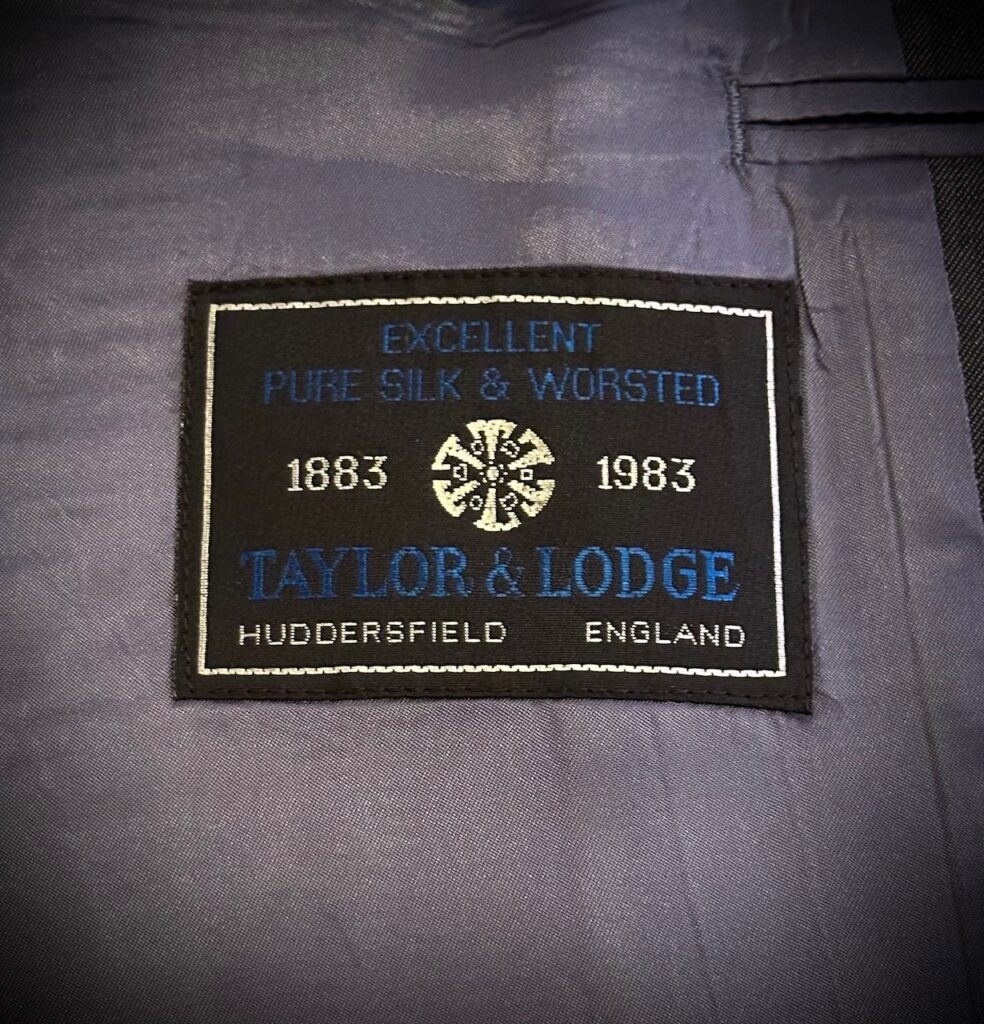 EXCELLENT
PURE SILK & WORSTED
1883 1983
TAYLOR & LODGE
HUDDERSFIELD ENGLAND